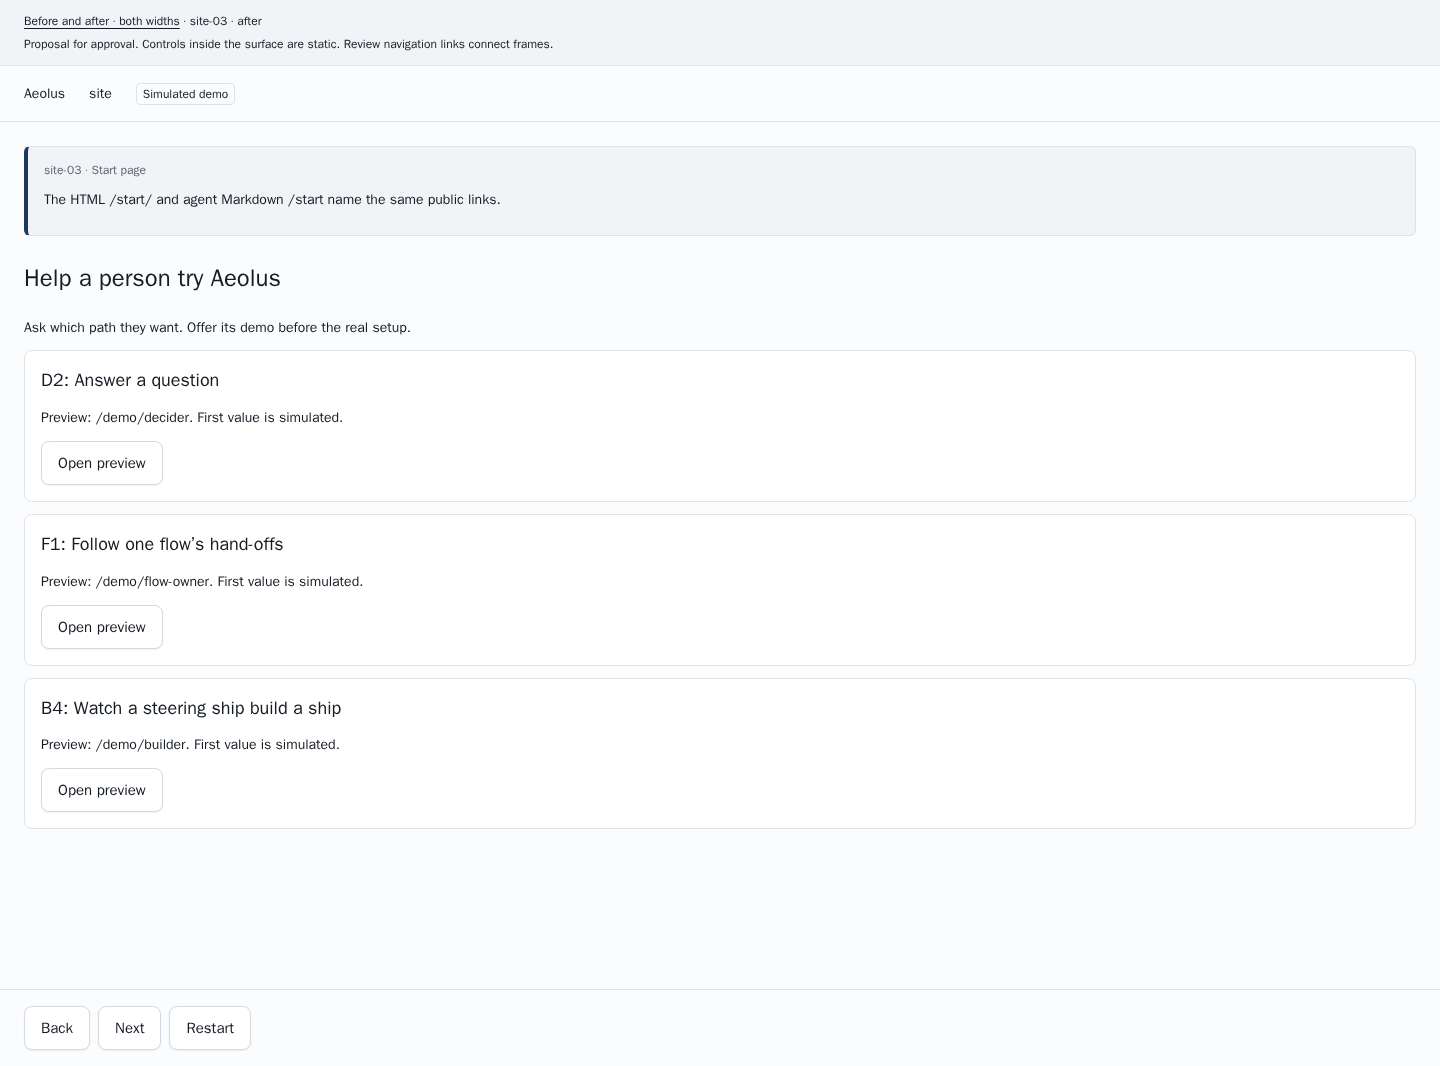 Before and after · both widths · site-03 · after
Proposal for approval. Controls inside the surface are static. Review navigation links connect frames.
Aeolus site Simulated demo
site-03 · Start page
The HTML /start/ and agent Markdown /start name the same public links.
Help a person try Aeolus
Ask which path they want. Offer its demo before the real setup.
D2: Answer a question
Preview: /demo/decider. First value is simulated.
Open preview
F1: Follow one flow’s hand-offs
Preview: /demo/flow-owner. First value is simulated.
Open preview
B4: Watch a steering ship build a ship
Preview: /demo/builder. First value is simulated.
Open preview
Back Next Restart